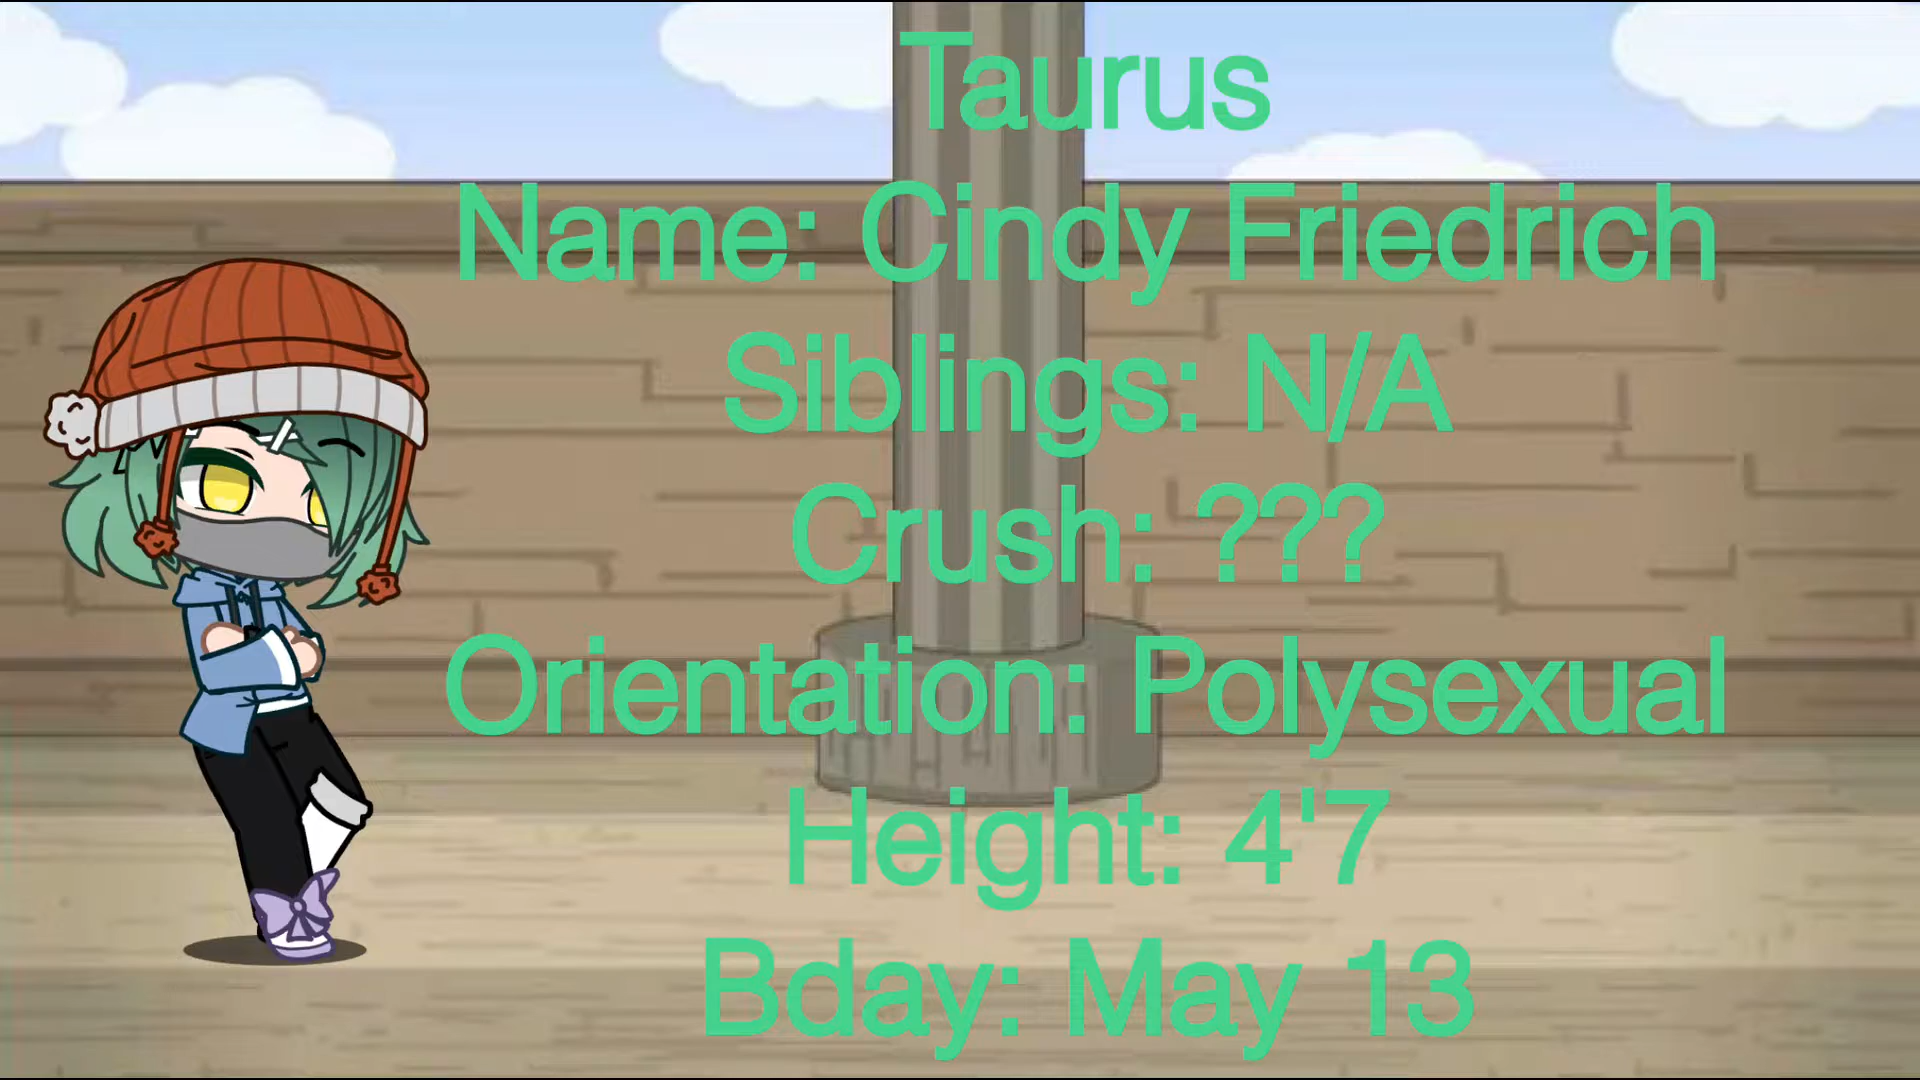 Taurus
Name: Cindy Friedrich
Siblings: N/A
Crush: ???
Orientation: Polysexual
Height: 4'7
Bday: May 13